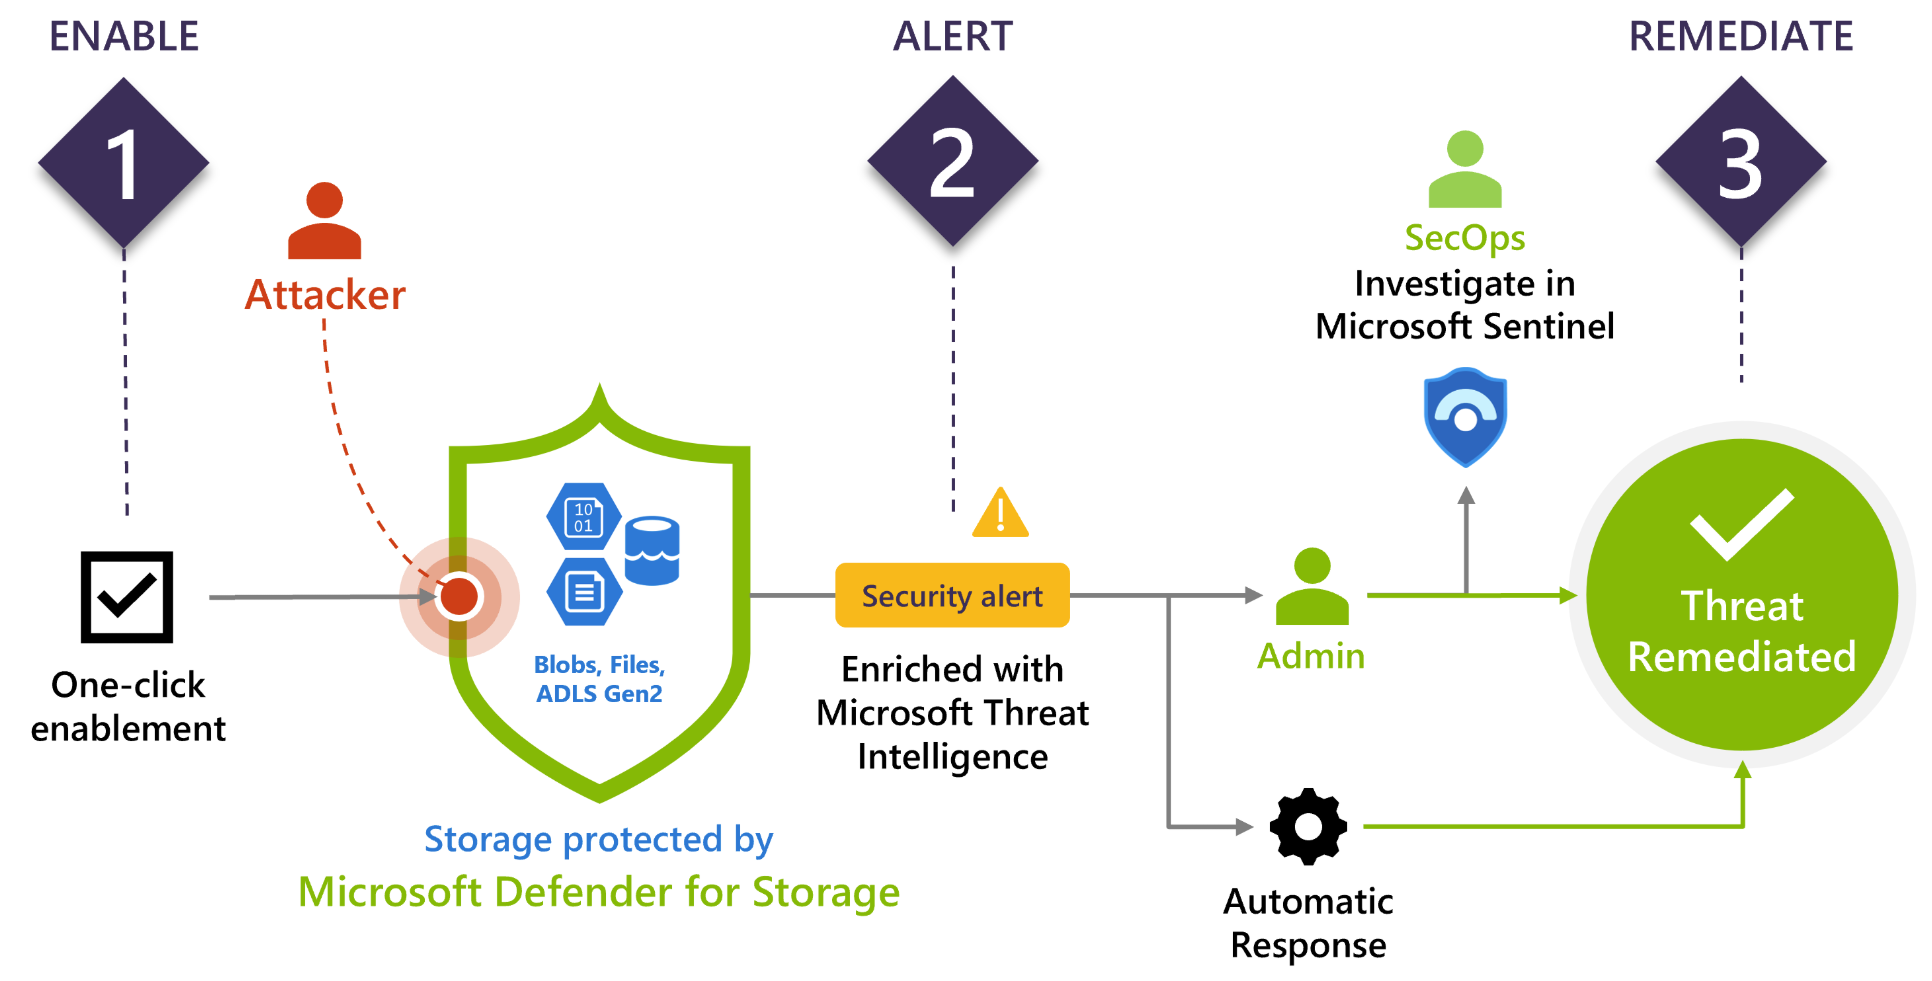 ENABLE
1
One-click
enablement
Attacker
10
01
Blobs, Files,
ADLS Gen2
Storage protected by
Microsoft Defender for Storage
ALERT
2
Security alert
Enriched with
Microsoft Threat
Intelligence
Admin
Automatic
Response
SecOps
Investigate in
Microsoft Sentinel
REMEDIATE
3
Threat
Remediated